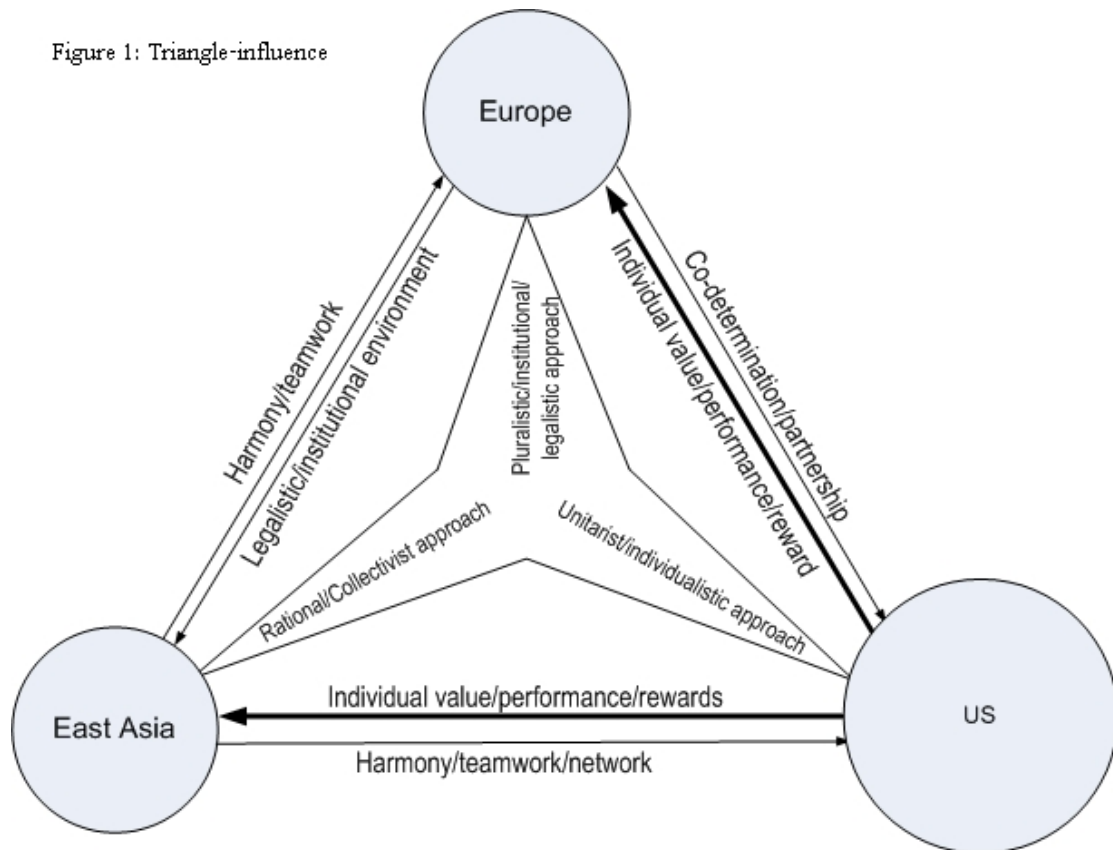 Figure 1: Triangle-influence
Europe
Harmony/teamwork
Legalistic/institutional environment
Pluralistic/institutional/
legalistic approach
Individual value/performance/reward
Co-determination/partnership
Rational/Collectivist approach
Unitarist/individualistic approach
East Asia
Individual value/performance/rewards
Harmony/teamwork/network
US